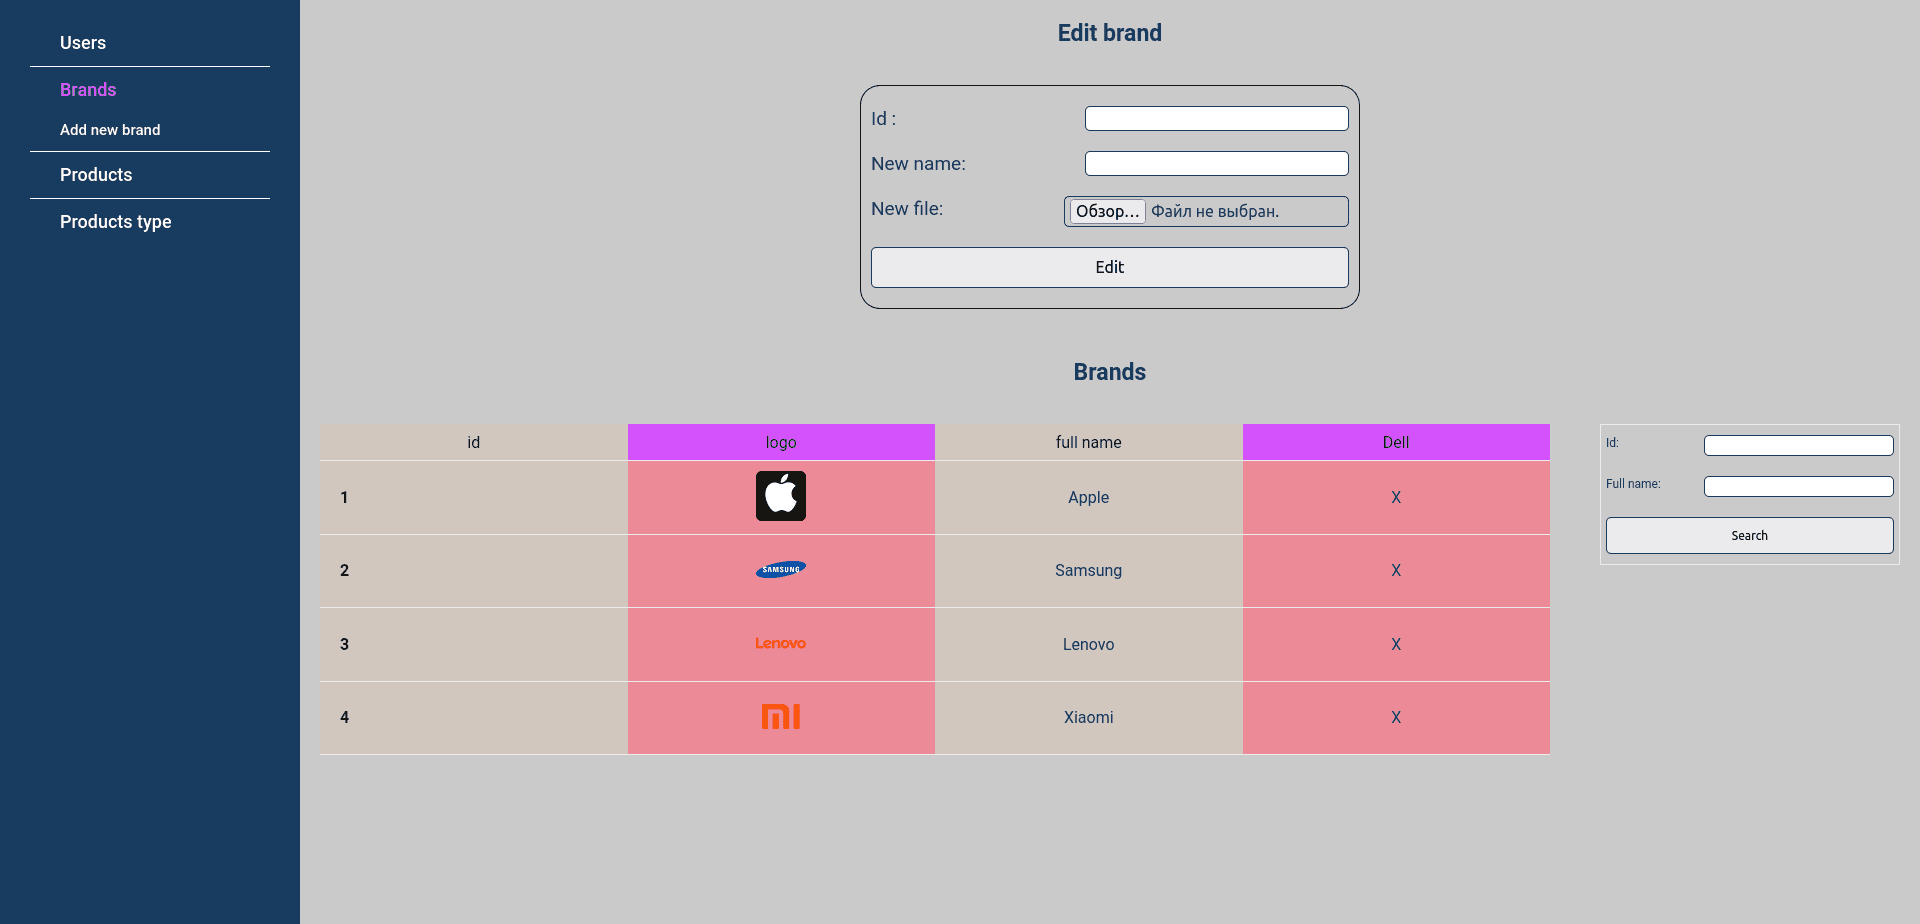 Users
Brands
Add new brand
Products
Products type
Edit brand
Id :
New name:
New file:
Обзор... Файл не выбран.
Edit
Brands
id logo full name Dell
1 Apple X
2 SAMSUNG Samsung X
3 Lenovo Lenovo X
4 mi Xiaomi X
Id:
Full name:
Search